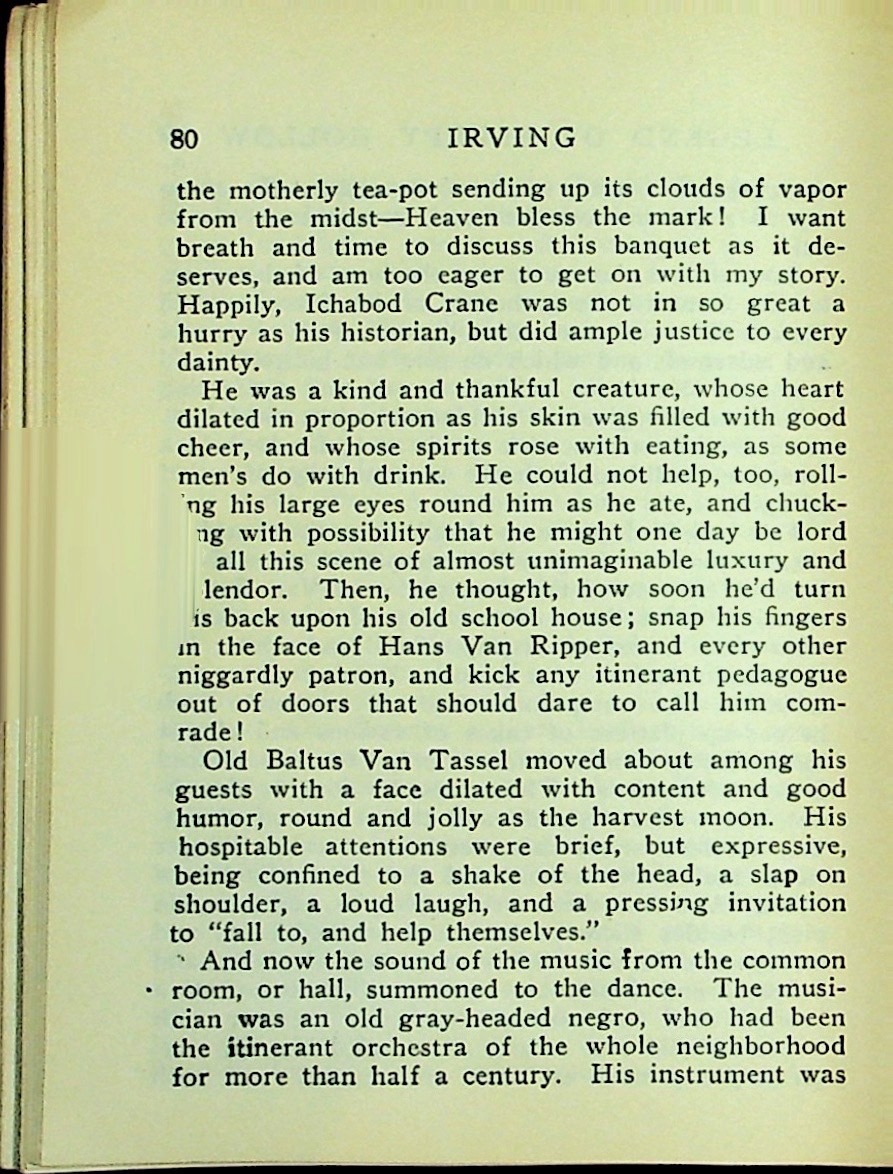 80 IRVING
the motherly tea-pot sending up its clouds of vapor
from the midst—Heaven bless the mark! I want
breath and time to discuss this banquet as it de-
serves, and am too eager to get on with my story.
Happily, Ichabod Crane was not in so great a
hurry as his historian, but did ample justice to every
dainty.
He was a kind and thankful creature, whose heart
dilated in proportion as his skin was filled with good
cheer, and whose spirits rose with eating, as some
men's do with drink. He could not help, too, roll-
ng his large eyes round him as he ate, and chuck-
ng with possibility that he might one day be lord
all this scene of almost unimaginable luxury and
lendor. Then, he thought, how soon he'd turn
is back upon his old school house; snap his fingers
in the face of Hans Van Ripper, and every other
niggardly patron, and kick any itinerant pedagogue
out of doors that should dare to call him com-
rade!
Old Baltus Van Tassel moved about among his
guests with a face dilated with content and good
humor, round and jolly as the harvest moon. His
hospitable attentions were brief, but expressive,
being confined to a shake of the head, a slap on
shoulder, a loud laugh, and a pressing invitation
to "fall to, and help themselves."
And now the sound of the music from the common
room, or hall, summoned to the dance. The musi-
cian was an old gray-headed negro, who had been
the itinerant orchestra of the whole neighborhood
for more than half a century. His instrument was